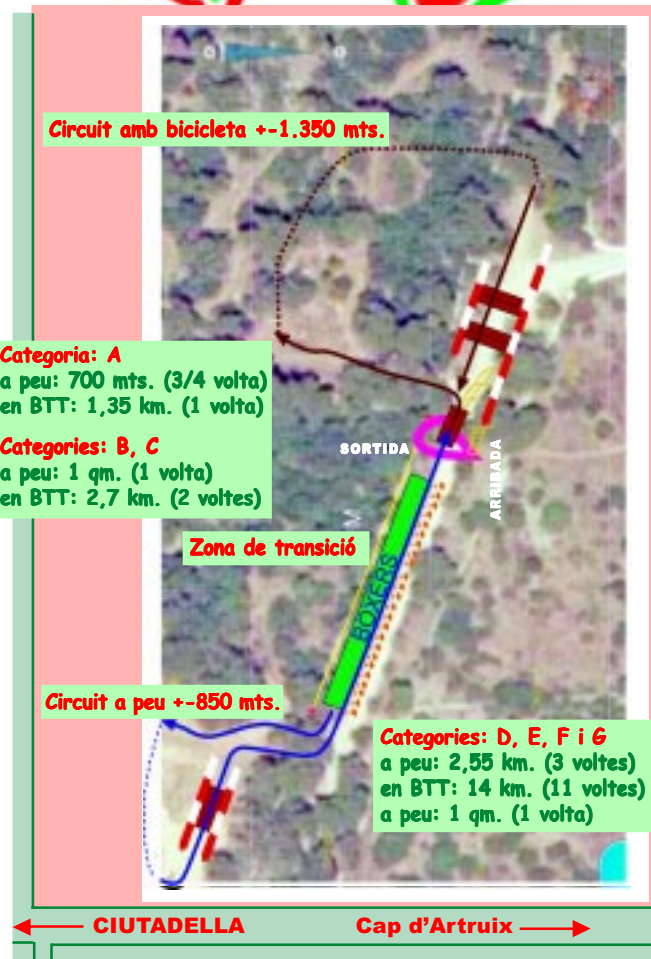 Circuit amb bicicleta +-1.350 mts.
Categoria: A
a peu: 700 mts. (3/4 volta)
en BTT: 1,35 km. (1 volta)
Categories: B, C
a peu: 1 qm. (1 volta)
en BTT: 2,7 km. (2 voltes)
SORTIDA
ARRIBADA
Zona de transició
BOXERS
Circuit a peu +-850 mts.
Categories: D, E, F i G
a peu: 2,55 km. (3 voltes)
en BTT: 14 km. (11 voltes)
a peu: 1 qm. (1 volta)
CIUTADELLA
Cap d'Artruix